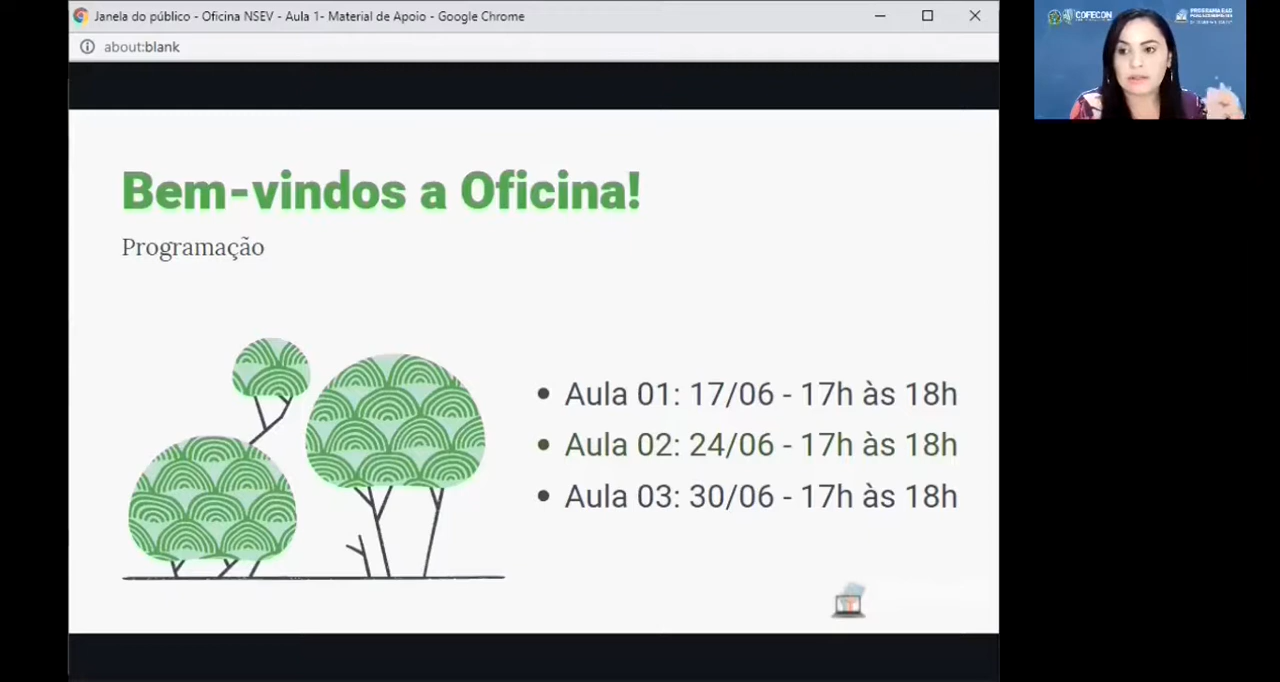 Janela do público - Oficina NSEV - Aula 1- Material de Apoio - Google Chrome
about:blank
COFECON
Bem-vindos a Oficina!
Programação
Aula 01: 17/06 - 17h às 18h
Aula 02: 24/06 - 17h às 18h
Aula 03: 30/06 - 17h às 18h